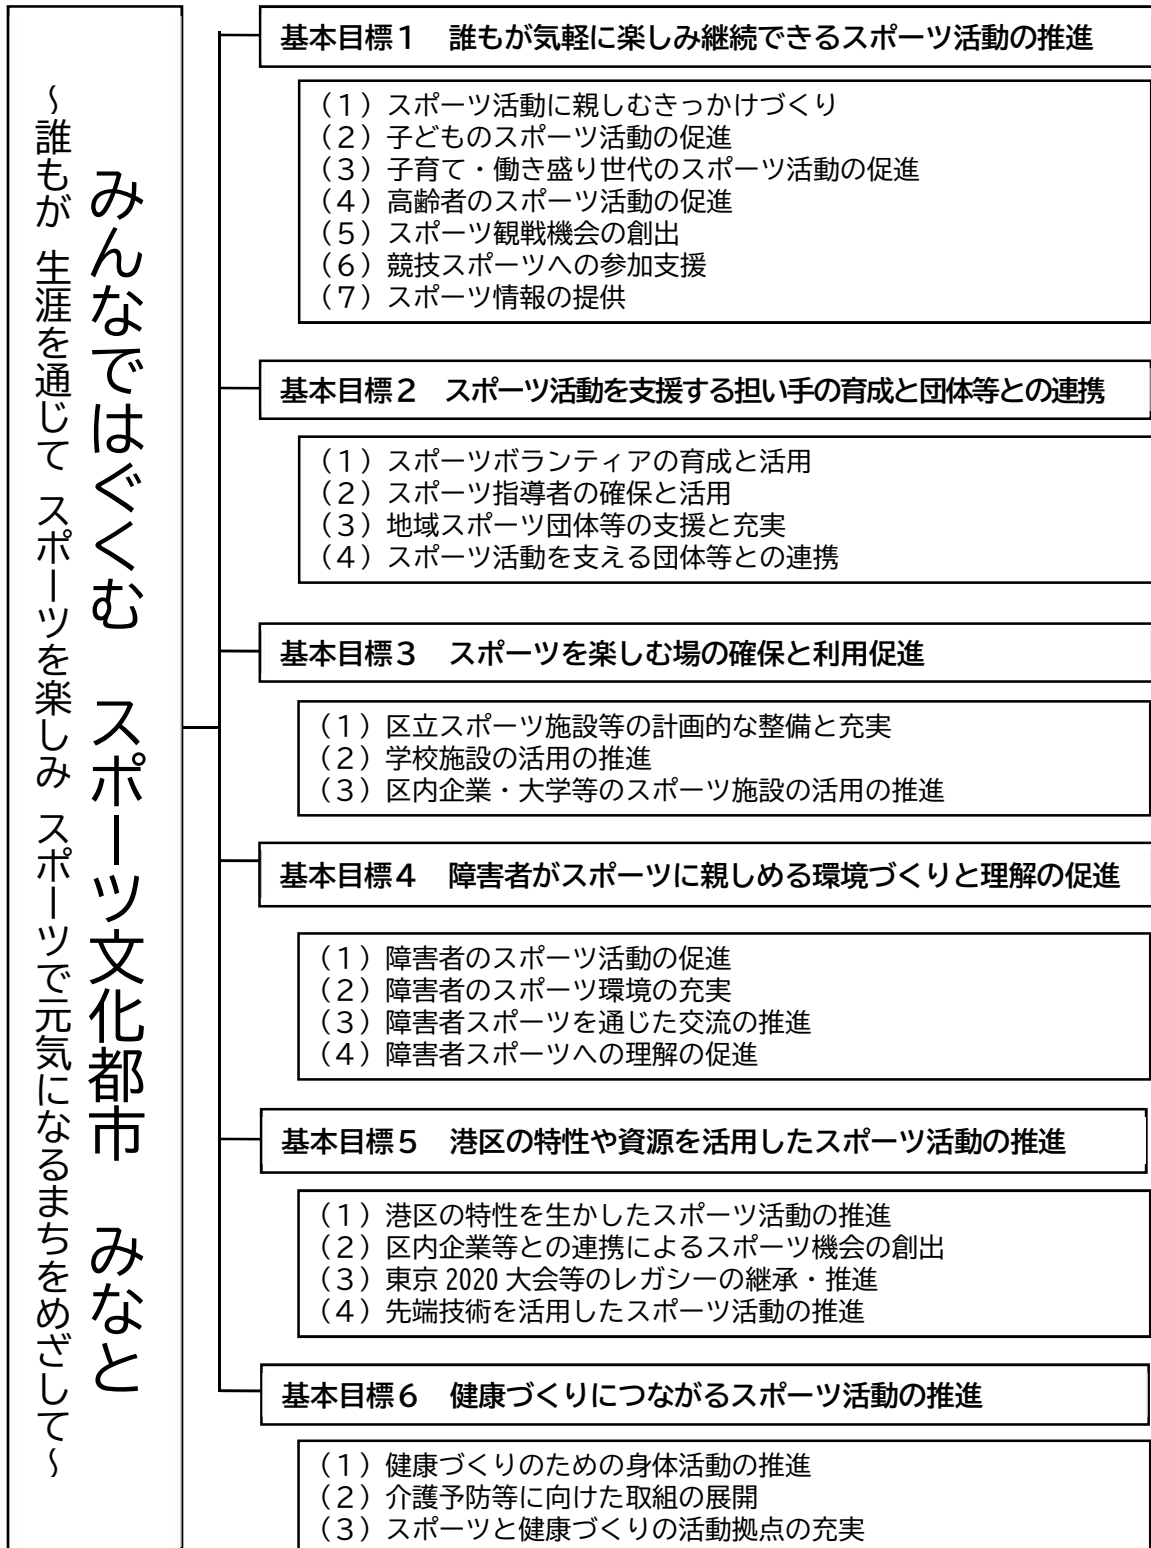 みんなではぐくむ　スポーツ文化都市　みなと
～誰もが 生涯を通じて スポーツを楽しみ スポーツで元気になるまちをめざして～
基本目標１　誰もが気軽に楽しみ継続できるスポーツ活動の推進
（１）スポーツ活動に親しむきっかけづくり
（２）子どものスポーツ活動の促進
（３）子育て・働き盛り世代のスポーツ活動の促進
（４）高齢者のスポーツ活動の促進
（５）スポーツ観戦機会の創出
（６）競技スポーツへの参加支援
（７）スポーツ情報の提供
基本目標２　スポーツ活動を支援する担い手の育成と団体等との連携
（１）スポーツボランティアの育成と活用
（２）スポーツ指導者の確保と活用
（３）地域スポーツ団体等の支援と充実
（４）スポーツ活動を支える団体等との連携
基本目標３　スポーツを楽しむ場の確保と利用促進
（１）区立スポーツ施設等の計画的な整備と充実
（２）学校施設の活用の推進
（３）区内企業・大学等のスポーツ施設の活用の推進
基本目標４　障害者がスポーツに親しめる環境づくりと理解の促進
（１）障害者のスポーツ活動の促進
（２）障害者のスポーツ環境の充実
（３）障害者スポーツを通じた交流の推進
（４）障害者スポーツへの理解の促進
基本目標５　港区の特性や資源を活用したスポーツ活動の推進
（１）港区の特性を生かしたスポーツ活動の推進
（２）区内企業等との連携によるスポーツ機会の創出
（３）東京 2020 大会等のレガシーの継承・推進
（４）先端技術を活用したスポーツ活動の推進
基本目標６　健康づくりにつながるスポーツ活動の推進
（１）健康づくりのための身体活動の推進
（２）介護予防等に向けた取組の展開
（３）スポーツと健康づくりの活動拠点の充実